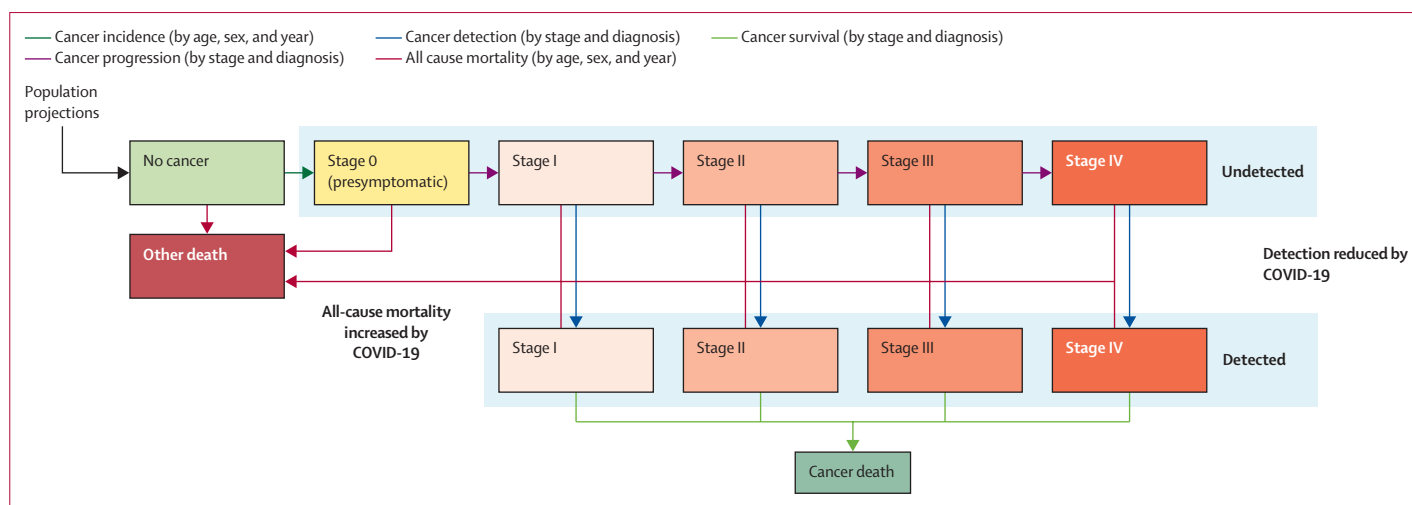 Cancer incidence (by age, sex, and year)
Cancer detection (by stage and diagnosis)
Cancer survival (by stage and diagnosis)
Cancer progression (by stage and diagnosis)
All cause mortality (by age, sex, and year)
Population
projections
No cancer
Stage 0
(presymptomatic)
Stage I
Stage II
Stage III
Stage IV
Undetected
Other death
Detection reduced by
COVID-19
All-cause mortality
increased by
COVID-19
Stage I
Stage II
Stage III
Stage IV
Detected
Cancer death